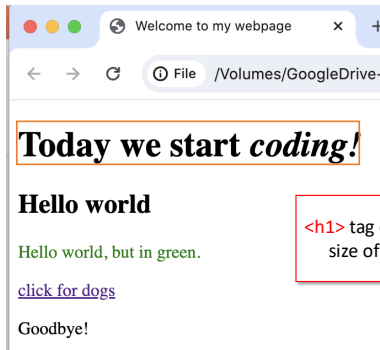 Welcome to my webpage
File /Volumes/GoogleDrive-
Today we start coding!
Hello world
<h1> tag
size of
Hello world, but in green.
click for dogs
Goodbye!